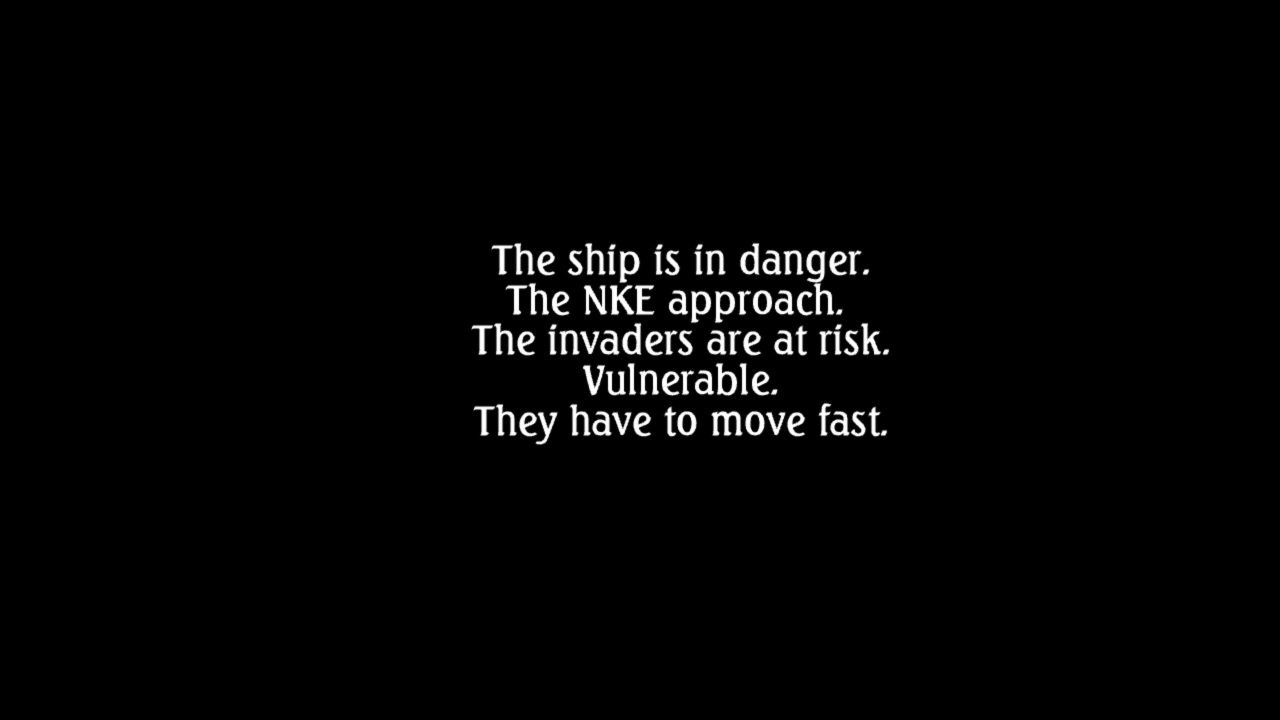 The ship is in danger.
The NKE approach.
The invaders are at risk.
Vulnerable.
They have to move fast.